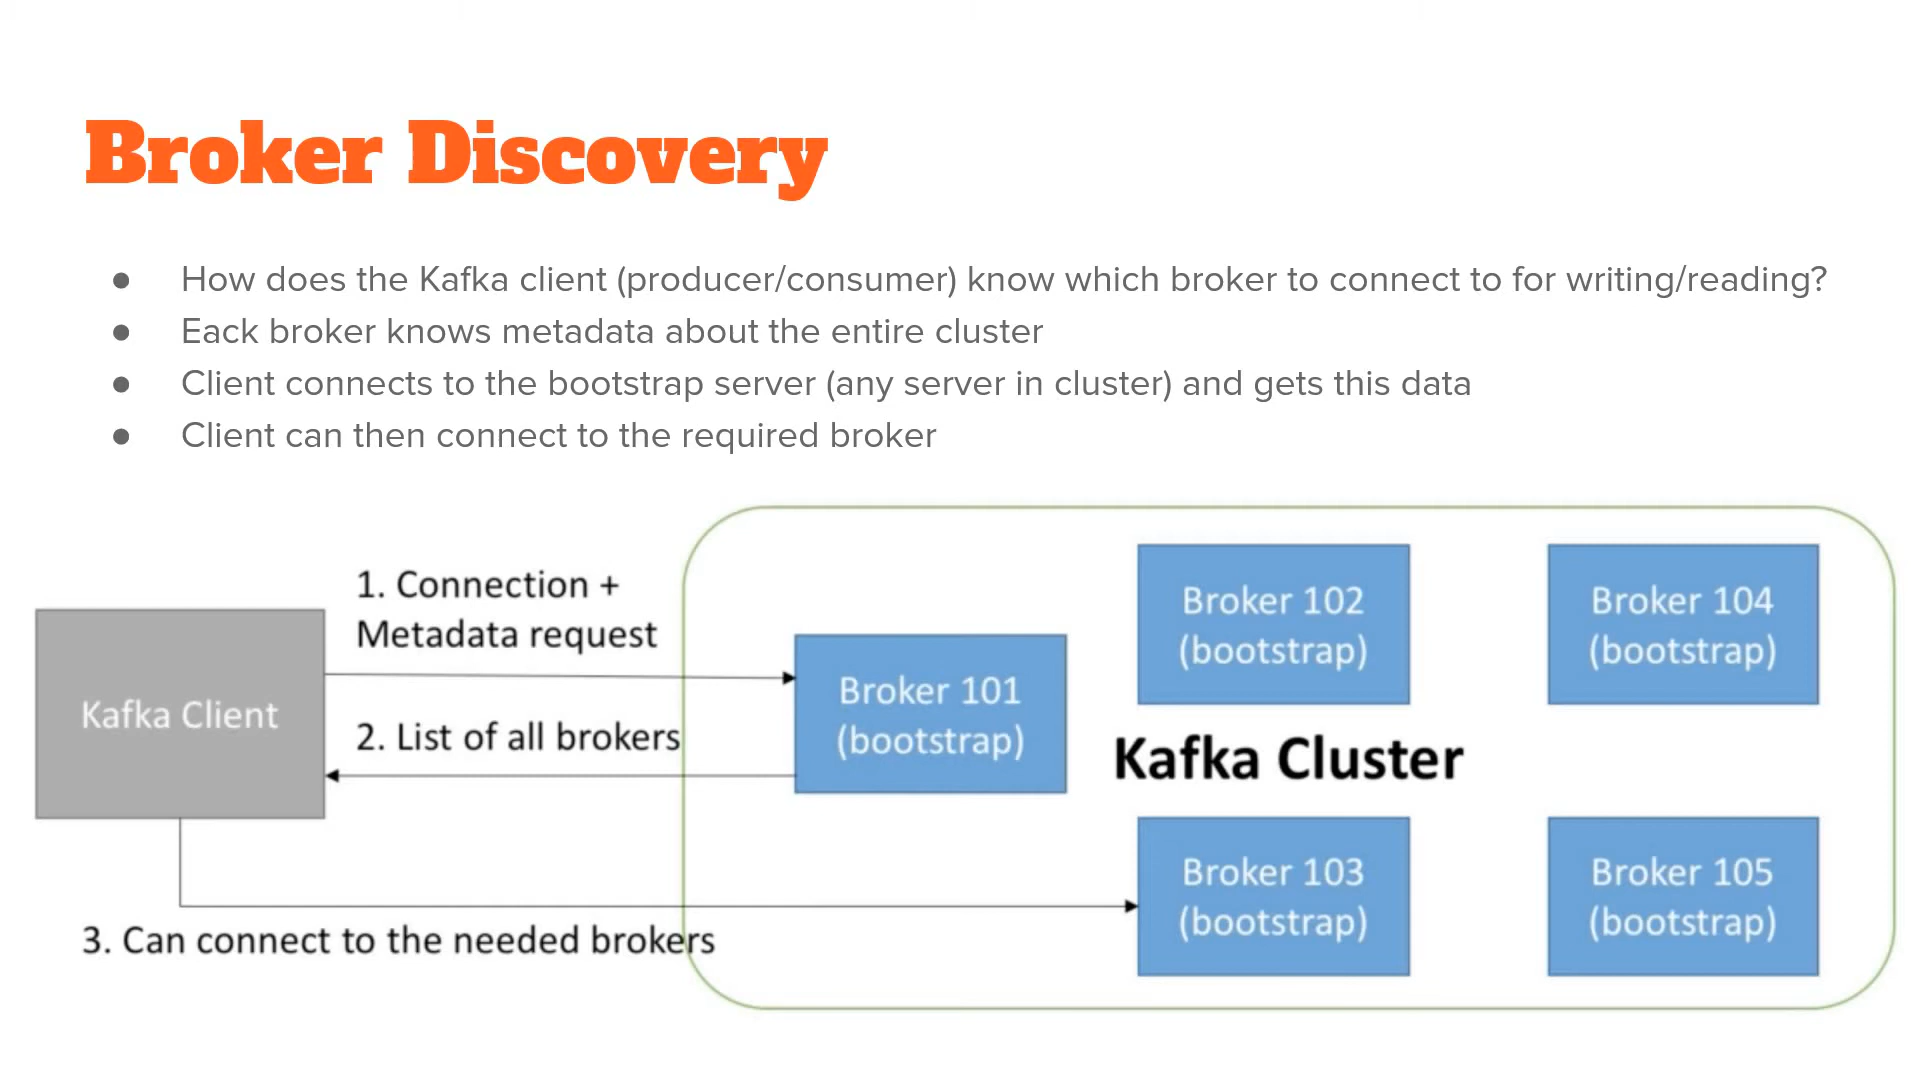 Broker Discovery
● How does the Kafka client (producer/consumer) know which broker to connect to for writing/reading?
● Eack broker knows metadata about the entire cluster
● Client connects to the bootstrap server (any server in cluster) and gets this data
● Client can then connect to the required broker
Kafka Client
1. Connection +
Metadata request
2. List of all brokers
3. Can connect to the needed brokers
Broker 101
(bootstrap)
Broker 102
(bootstrap)
Broker 104
(bootstrap)
Kafka Cluster
Broker 103
(bootstrap)
Broker 105
(bootstrap)